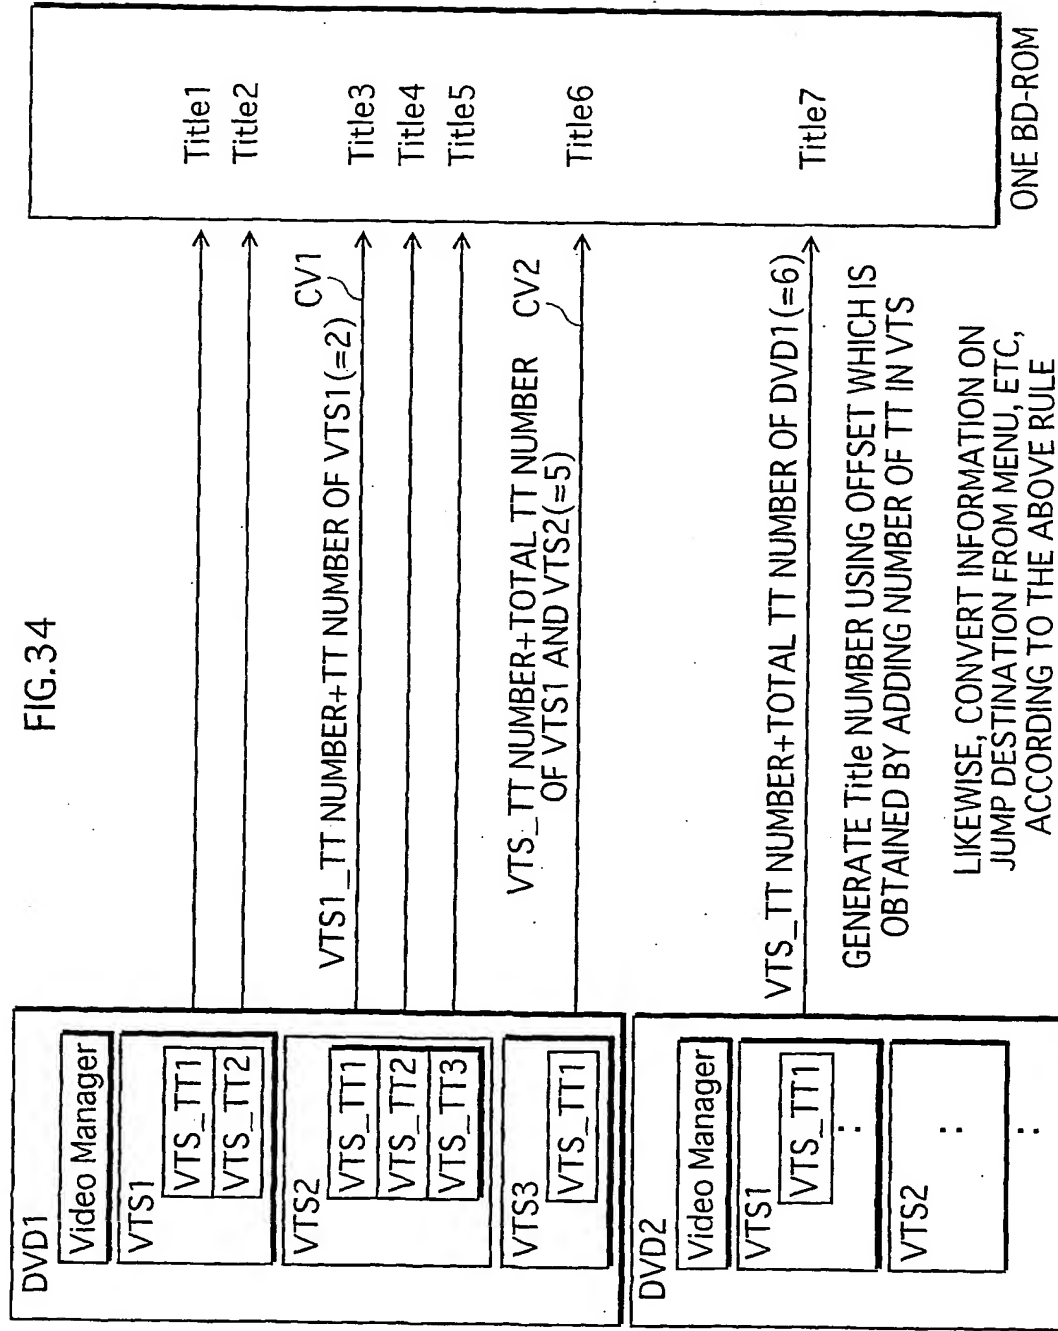 FIG.34
DVD1
Video Manager
VTS1
VTS_TT1
VTS_TT2
VTS2
VTS_TT1
VTS_TT2
VTS_TT3
VTS3
VTS_TT1
DVD2
Video Manager
VTS1
VTS_TT1
:
VTS2
:
:
VTS1_TT NUMBER+TT NUMBER OF VTS1(=2)
CV1
VTS_TT NUMBER+TOTAL TT NUMBER
OF VTS1 AND VTS2(=5)
CV2
VTS_TT NUMBER+TOTAL TT NUMBER OF DVD1(=6)
GENERATE Title NUMBER USING OFFSET WHICH IS
OBTAINED BY ADDING NUMBER OF TT IN VTS
LIKEWISE, CONVERT INFORMATION ON
JUMP DESTINATION FROM MENU, ETC,
ACCORDING TO THE ABOVE RULE
Title1
Title2
Title3
Title4
Title5
Title6
Title7
ONE BD-ROM